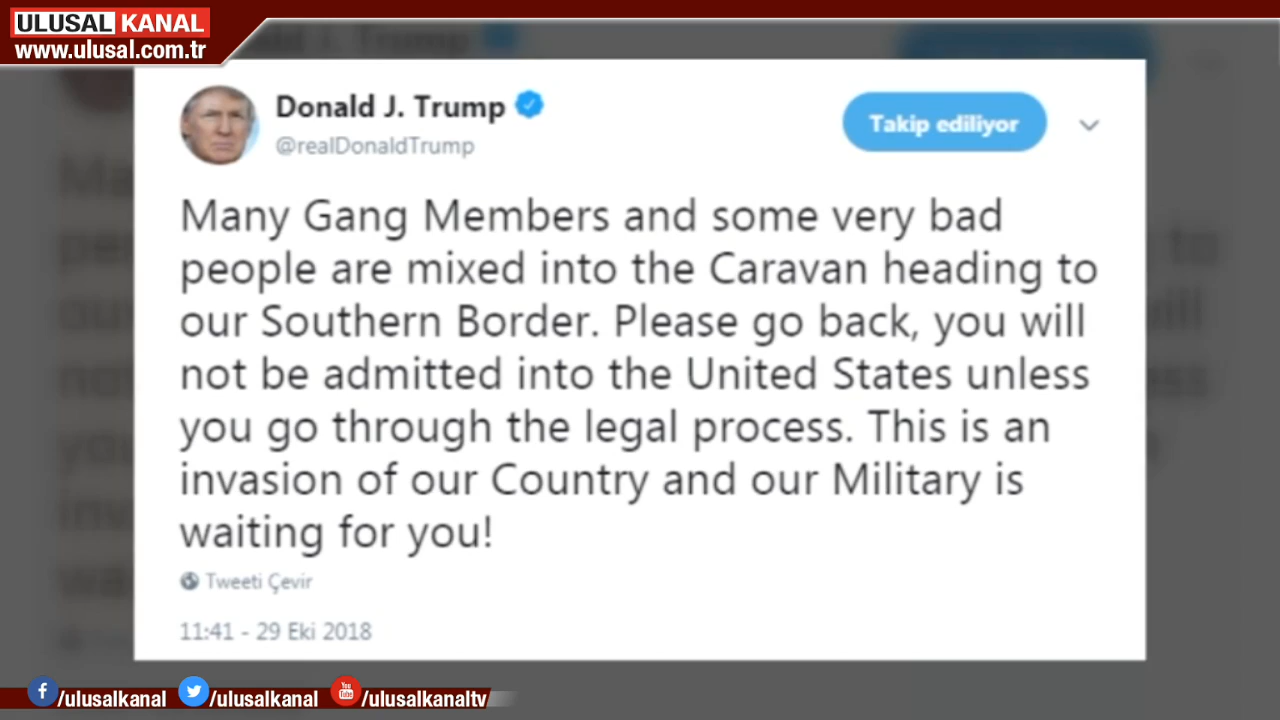 ULUSAL KANAL
www.ulusal.com.tr
Donald J. Trump
@realDonaldTrump
Takip ediliyor
Many Gang Members and some very bad
people are mixed into the Caravan heading to
our Southern Border. Please go back, you will
not be admitted into the United States unless
you go through the legal process. This is an
invasion of our Country and our Military is
waiting for you!
Tweeti Çevir
11:41 - 29 Eki 2018
/ulusalkanal /ulusalkanal You Tube /ulusalkanaltv